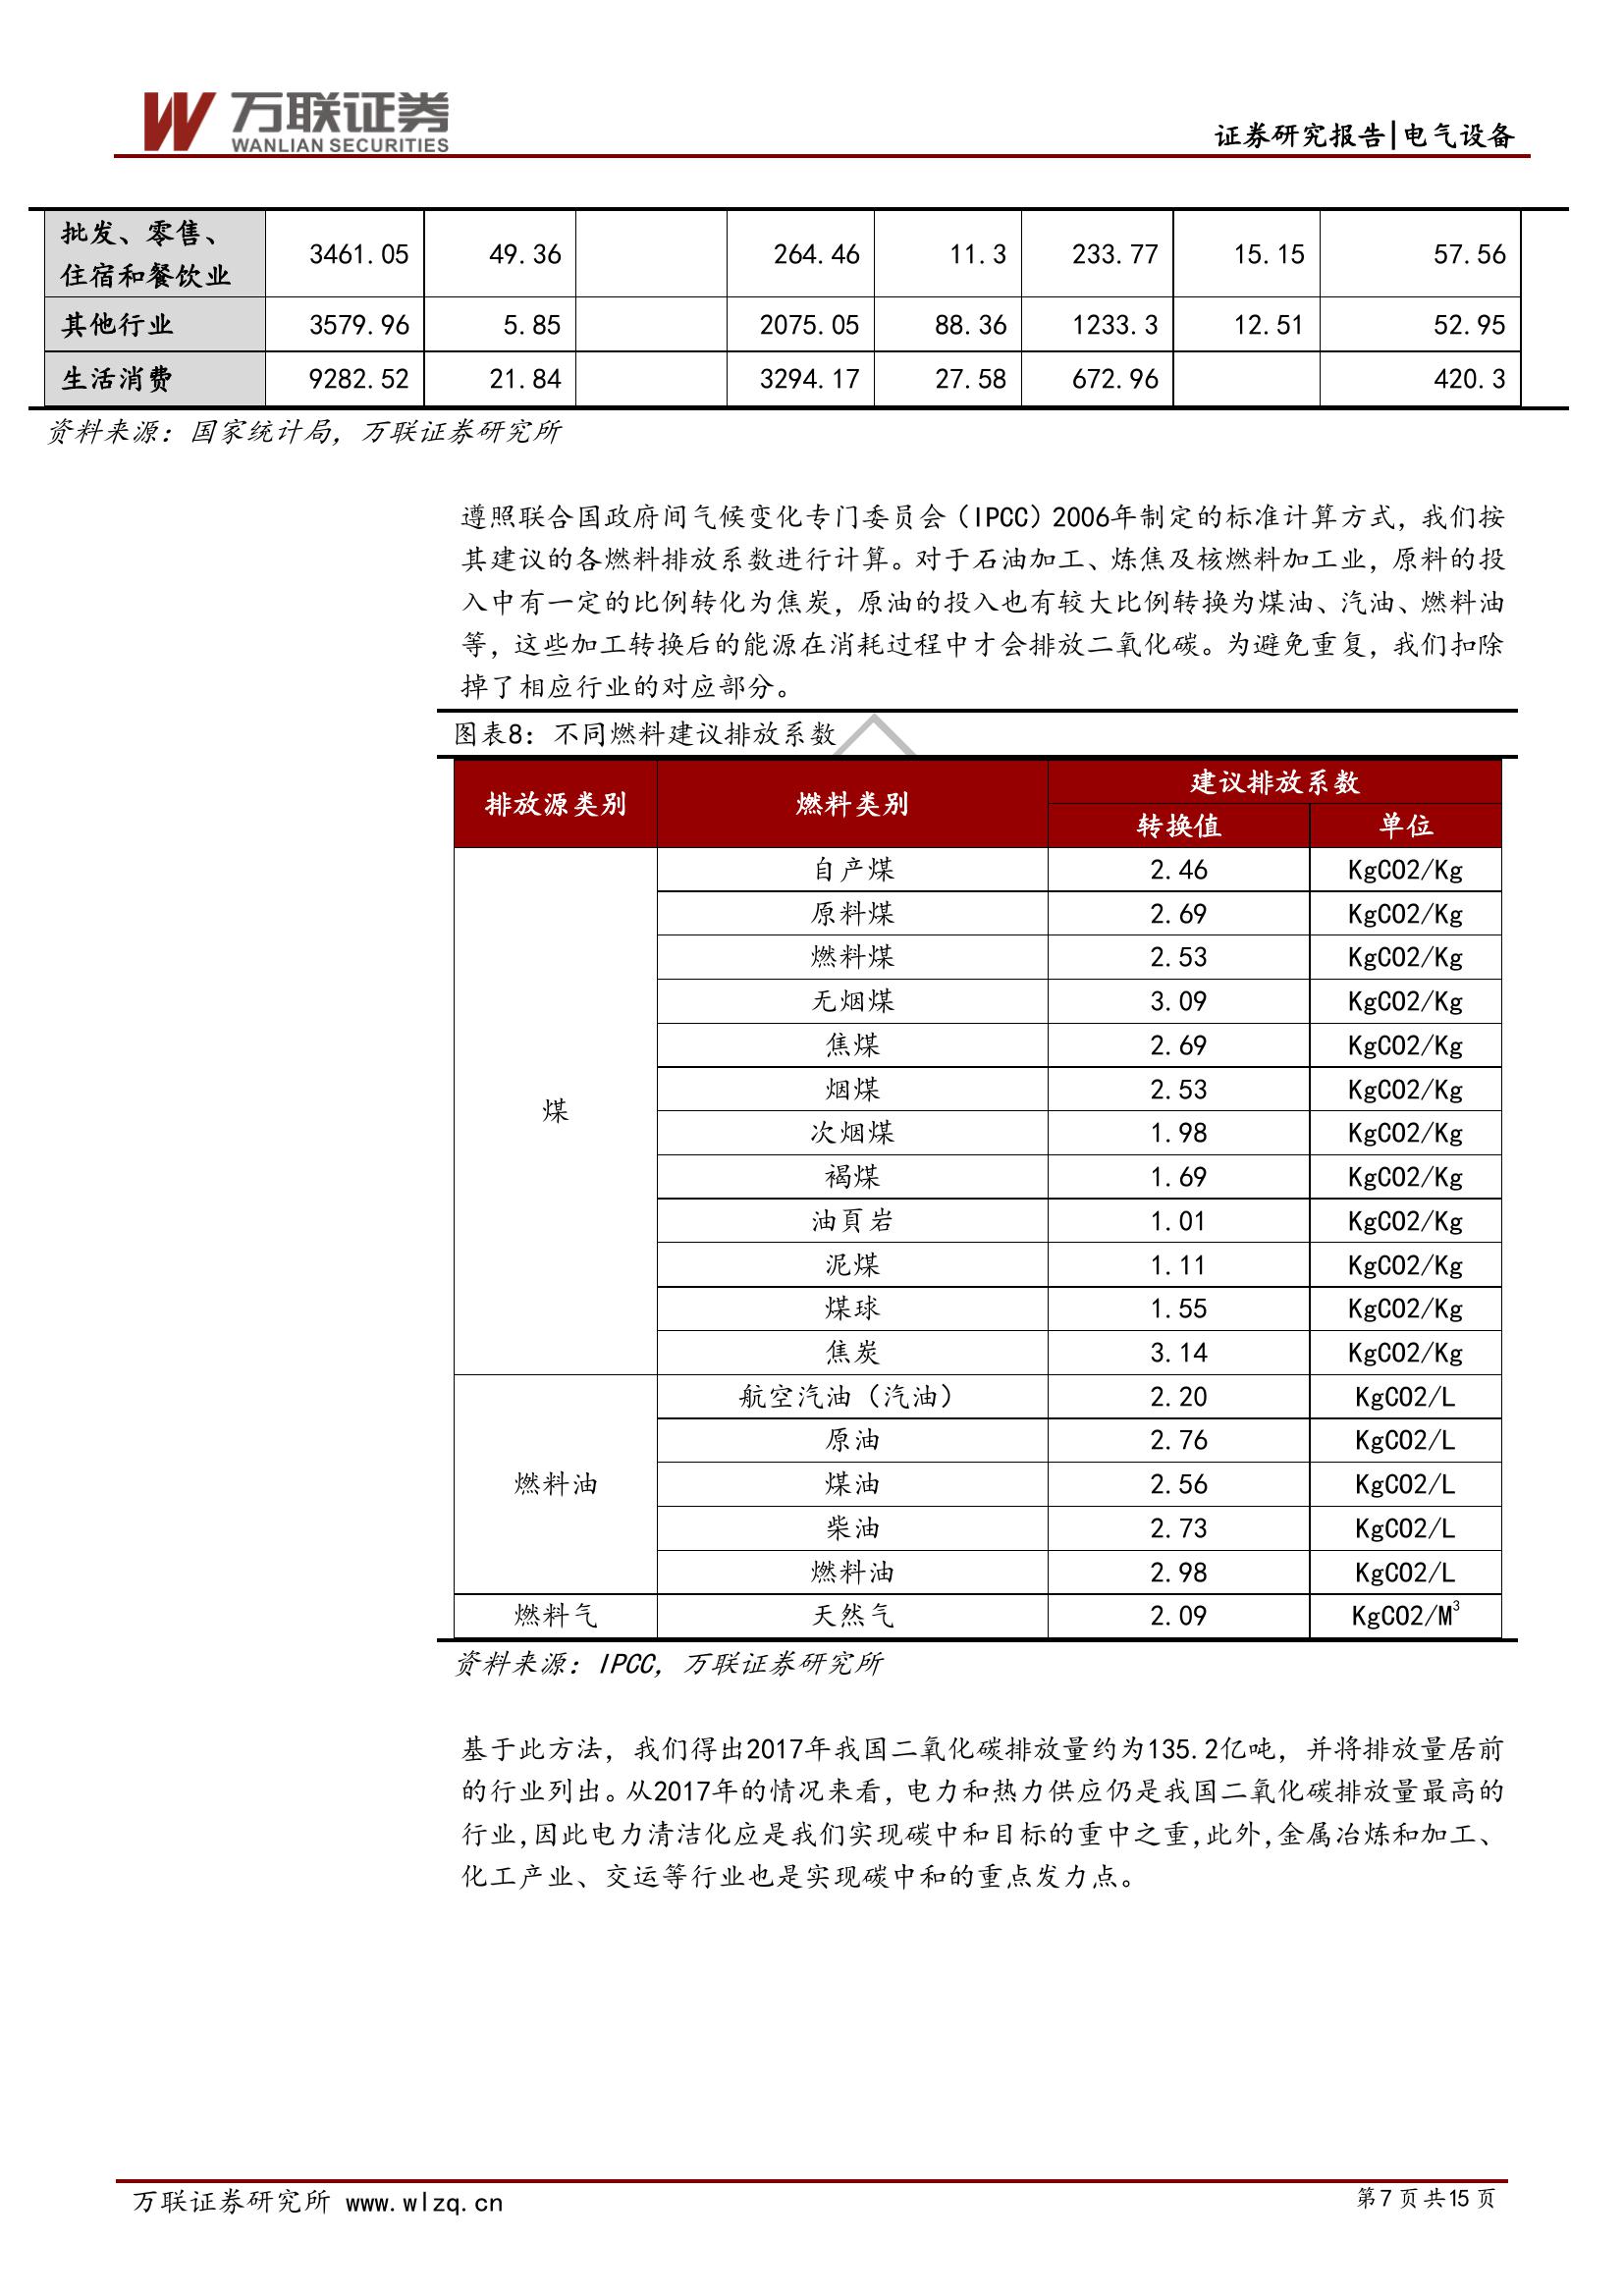 万联证券
WANLIAN SECURITIES
证券研究报告|电气设备
批发、零售、
住宿和餐饮业 3461.05 49.36 264.46 11.3 233.77 15.15 57.56
其他行业 3579.96 5.85 2075.05 88.36 1233.3 12.51 52.95
生活消费 9282.52 21.84 3294.17 27.58 672.96 420.3
资料来源：国家统计局，万联证券研究所
遵照联合国政府间气候变化专门委员会（IPCC）2006年制定的标准计算方式，我们按
其建议的各燃料排放系数进行计算。对于石油加工、炼焦及核燃料加工业，原料的投
入中有一定的比例转化为焦炭，原油的投入也有较大比例转换为煤油、汽油、燃料油
等，这些加工转换后的能源在消耗过程中才会排放二氧化碳。为避免重复，我们扣除
掉了相应行业的对应部分。
图表8：不同燃料建议排放系数
排放源类别 燃料类别 建议排放系数
转换值 单位
煤
自产煤 2.46 KgCO2/Kg
原料煤 2.69 KgCO2/Kg
燃料煤 2.53 KgCO2/Kg
无烟煤 3.09 KgCO2/Kg
焦煤 2.69 KgCO2/Kg
烟煤 2.53 KgCO2/Kg
次烟煤 1.98 KgCO2/Kg
褐煤 1.69 KgCO2/Kg
油頁岩 1.01 KgCO2/Kg
泥煤 1.11 KgCO2/Kg
煤球 1.55 KgCO2/Kg
焦炭 3.14 KgCO2/Kg
燃料油
航空汽油（汽油） 2.20 KgCO2/L
原油 2.76 KgCO2/L
煤油 2.56 KgCO2/L
柴油 2.73 KgCO2/L
燃料油 2.98 KgCO2/L
燃料气 天然气 2.09 KgCO2/M³
资料来源：IPCC，万联证券研究所
基于此方法，我们得出2017年我国二氧化碳排放量约为135.2亿吨，并将排放量居前
的行业列出。从2017年的情况来看，电力和热力供应仍是我国二氧化碳排放量最高的
行业，因此电力清洁化应是我们实现碳中和目标的重中之重，此外，金属冶炼和加工、
化工产业、交运等行业也是实现碳中和的重点发力点。
万联证券研究所 www.wlzq.cn
第7页共15页